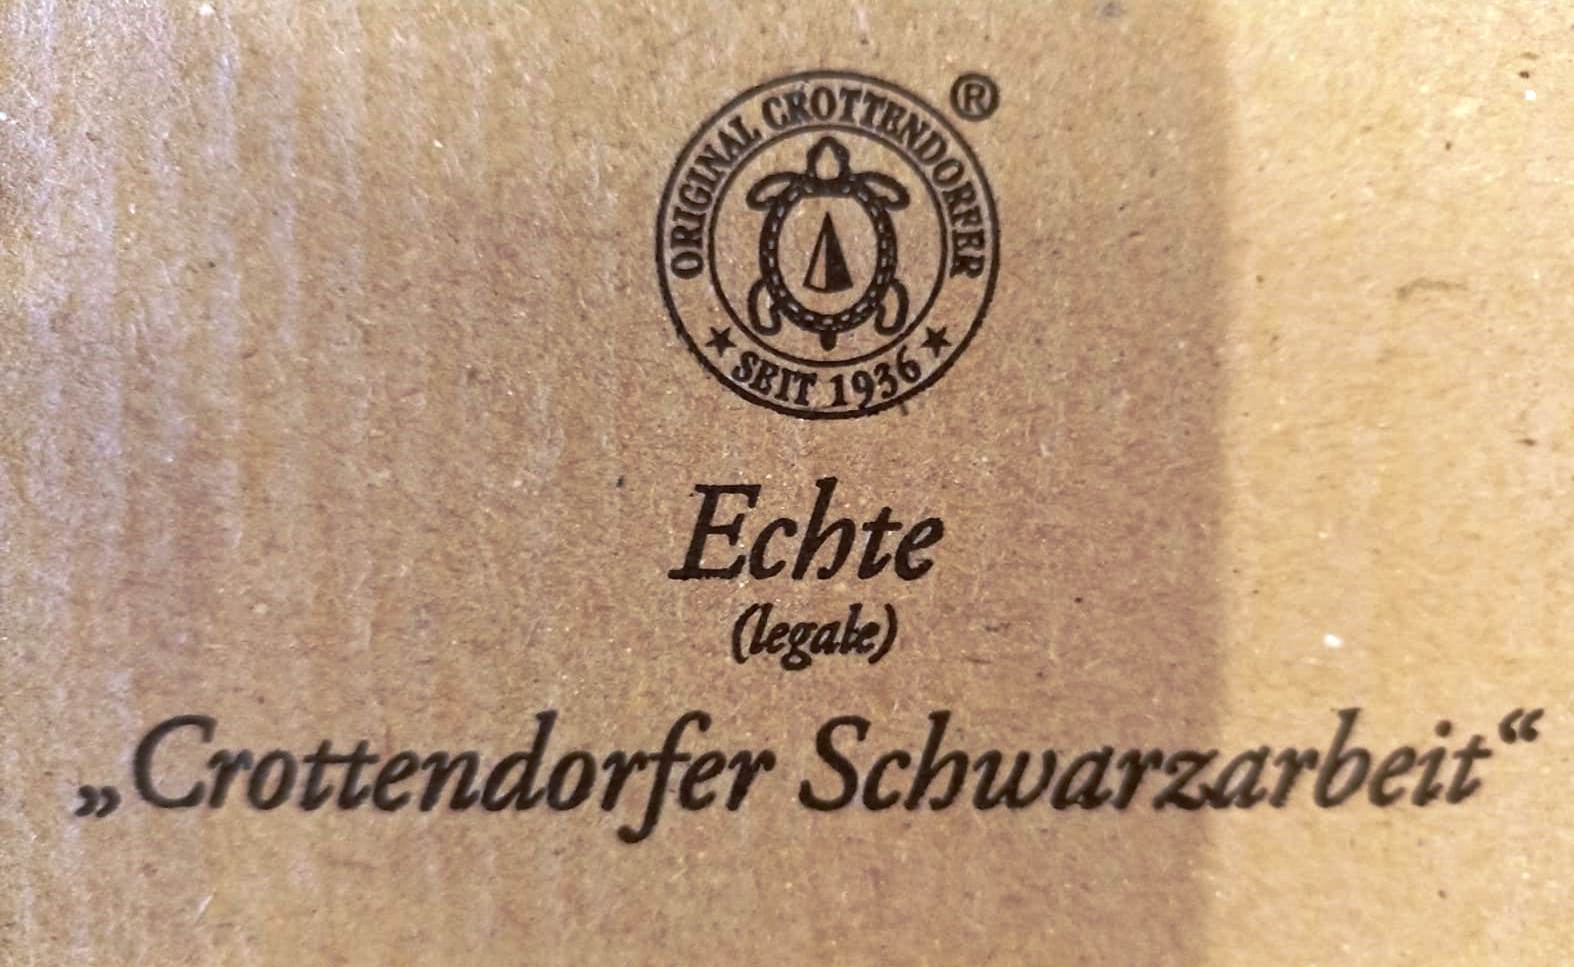 ORIGINAL CROTTENDORFER
®
★ SEIT 1936 ★
Echte
(legale)
„Crottendorfer Schwarzarbeit“